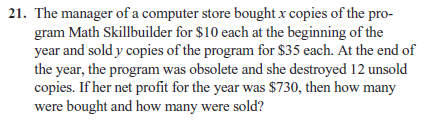 21. The manager of a computer store bought x copies of the pro-
gram Math Skillbuilder for $10 each at the beginning of the
year and sold y copies of the program for $35 each. At the end of
the year, the program was obsolete and she destroyed 12 unsold
copies. If her net profit for the year was $730, then how many
were bought and how many were sold?